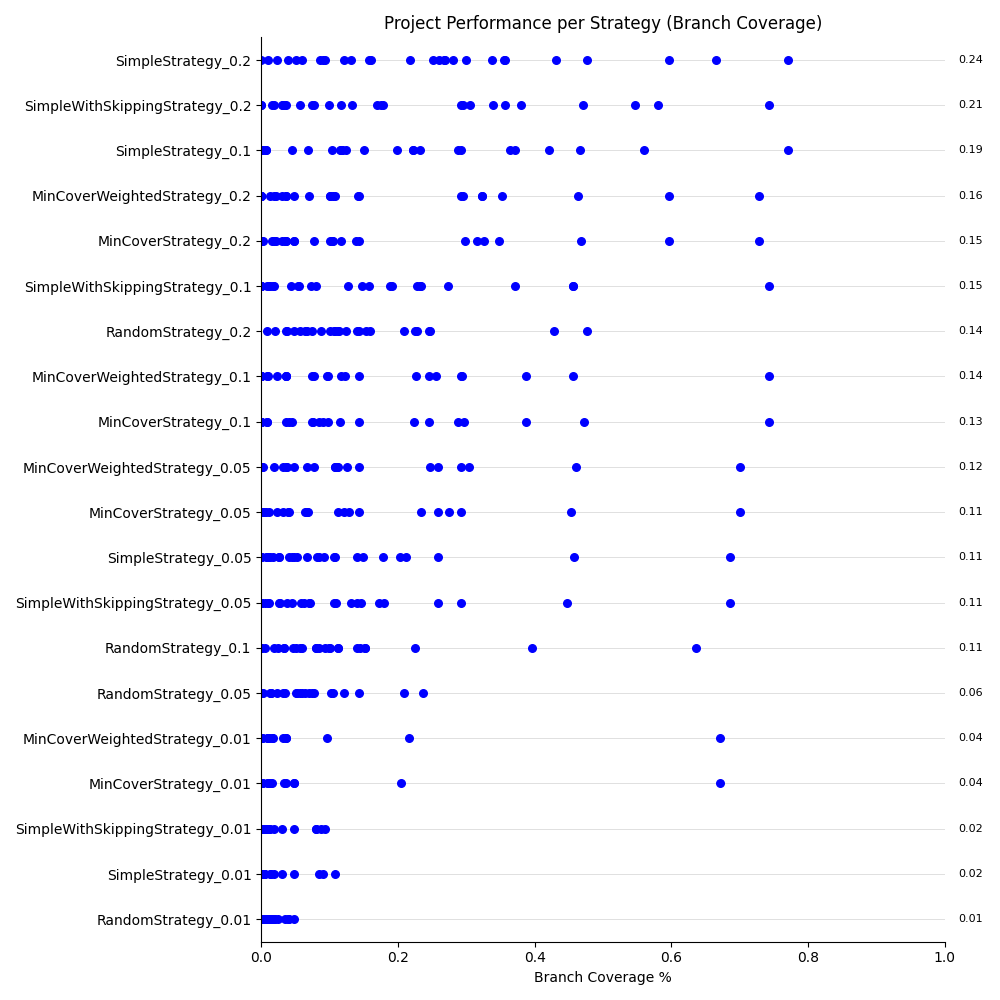 Project Performance per Strategy (Branch Coverage)
SimpleStrategy_0.2 0.24
SimpleWithSkippingStrategy_0.2 0.21
SimpleStrategy_0.1 0.19
MinCoverWeightedStrategy_0.2 0.16
MinCoverStrategy_0.2 0.15
SimpleWithSkippingStrategy_0.1 0.15
RandomStrategy_0.2 0.14
MinCoverWeightedStrategy_0.1 0.14
MinCoverStrategy_0.1 0.13
MinCoverWeightedStrategy_0.05 0.12
MinCoverStrategy_0.05 0.11
SimpleStrategy_0.05 0.11
SimpleWithSkippingStrategy_0.05 0.11
RandomStrategy_0.1 0.11
RandomStrategy_0.05 0.06
MinCoverWeightedStrategy_0.01 0.04
MinCoverStrategy_0.01 0.04
SimpleWithSkippingStrategy_0.01 0.02
SimpleStrategy_0.01 0.02
RandomStrategy_0.01 0.01
0.0 0.2 0.4 0.6 0.8 1.0
Branch Coverage %